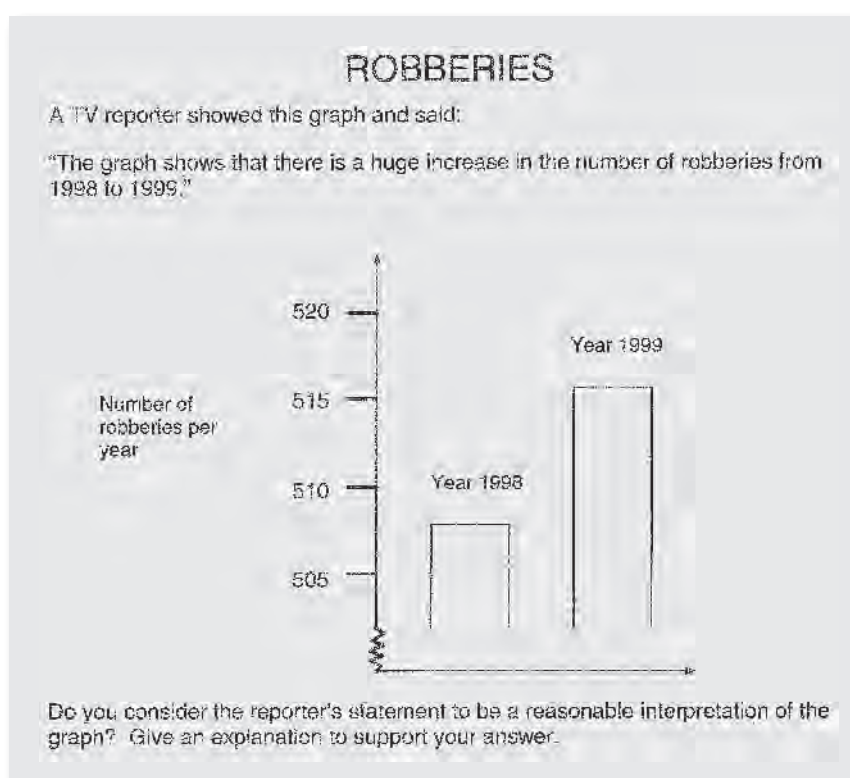 ROBBERIES
A TV reporter showed this graph and said:
"The graph shows that there is a huge increase in the number of robberies from
1998 to 1999."
520
Year 1999
515
Number of
robberies per
year
Year 1998
510
505
Do you consider the reporter's statement to be a reasonable interpretation of the
graph? Give an explanation to support your answer.